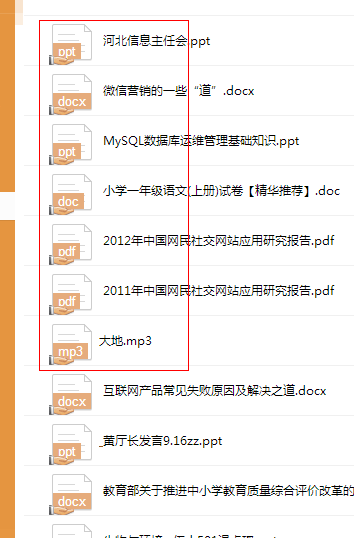 ppt 河北信息主任会.ppt
docx 微信营销的一些“道”.docx
ppt MySQL数据库运维管理基础知识.ppt
doc 小学一年级语文(上册)试卷【精华推荐】.doc
pdf 2012年中国网民社交网站应用研究报告.pdf
pdf 2011年中国网民社交网站应用研究报告.pdf
mp3 大地.mp3
docx 互联网产品常见失败原因及解决之道.docx
ppt _董厅长发言9.16zz.ppt
docx 教育部关于推进中小学教育质量综合评价改革的